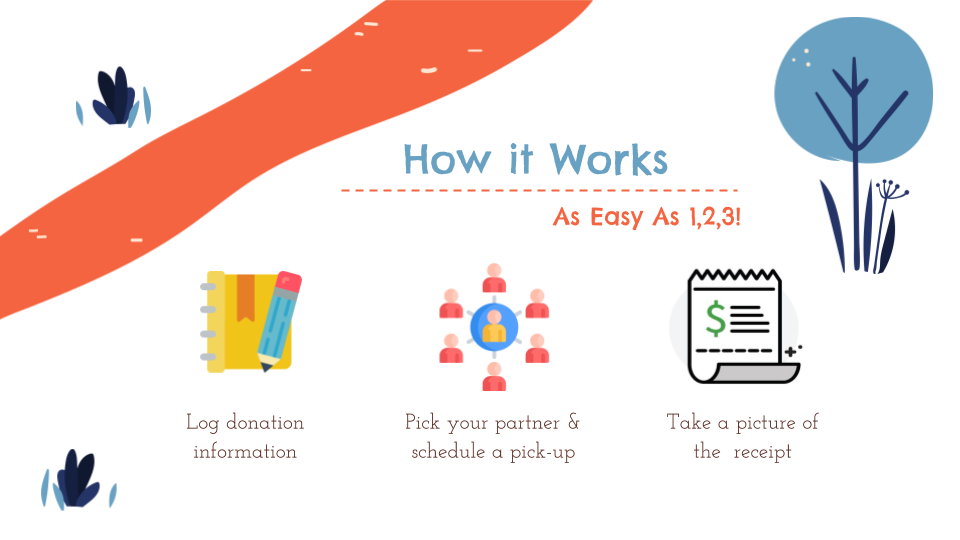 How it Works
As Easy As 1,2,3!
Log donation
information
Pick your partner &
schedule a pick-up
Take a picture of
the  receipt
$